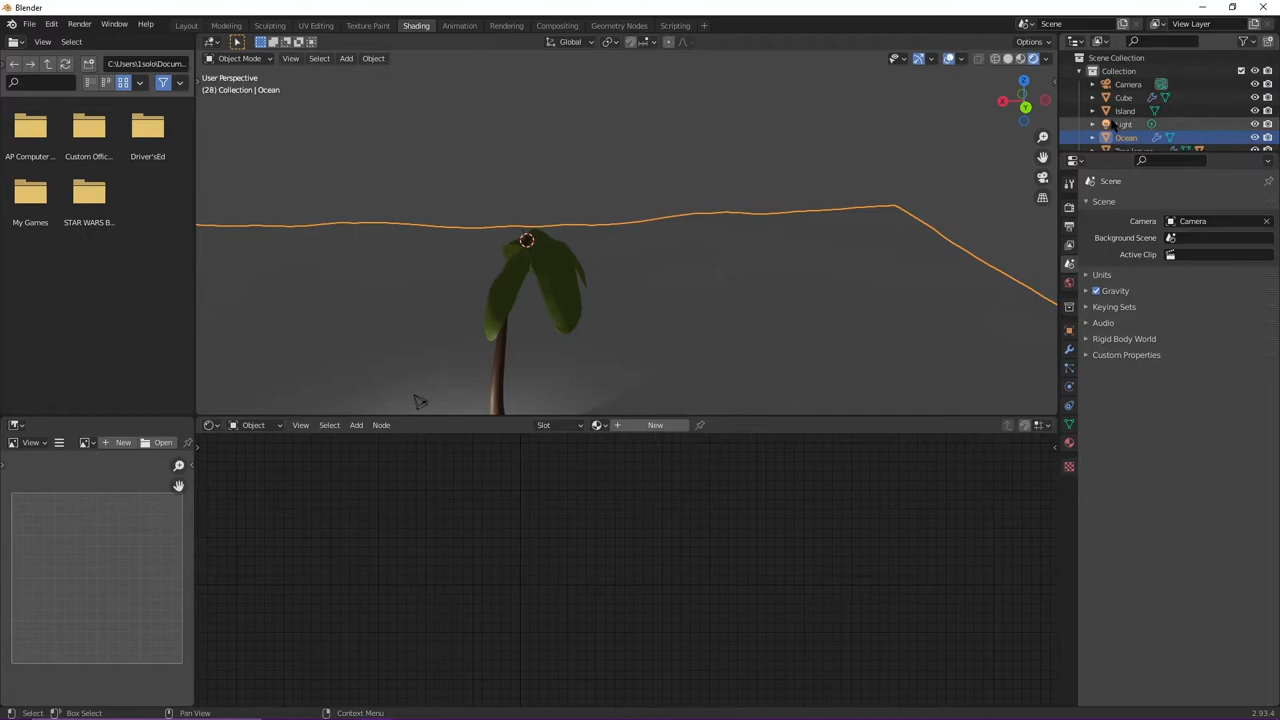 Blender
File Edit Render Window Help Layout Modeling Sculpting UV Editing Texture Paint Shading Animation Rendering Compositing Geometry Nodes Scripting + Scene View Layer
View Select Object Mode View Select Add Object Global Options
C:\Users\1solo\Docum...
AP Computer ... Custom Offic... Driver'sEd
My Games STAR WARS B...
User Perspective
(28) Collection | Ocean
Z
X
Y
Scene Collection
Collection
Camera
Cube
Island
Light
Ocean
Scene
Scene
Camera Camera
Background Scene
Active Clip
Units
Gravity
Keying Sets
Audio
Rigid Body World
Custom Properties
View New Open
Object View Select Add Node Slot New
Select Box Select Pan View Context Menu 2.93.4